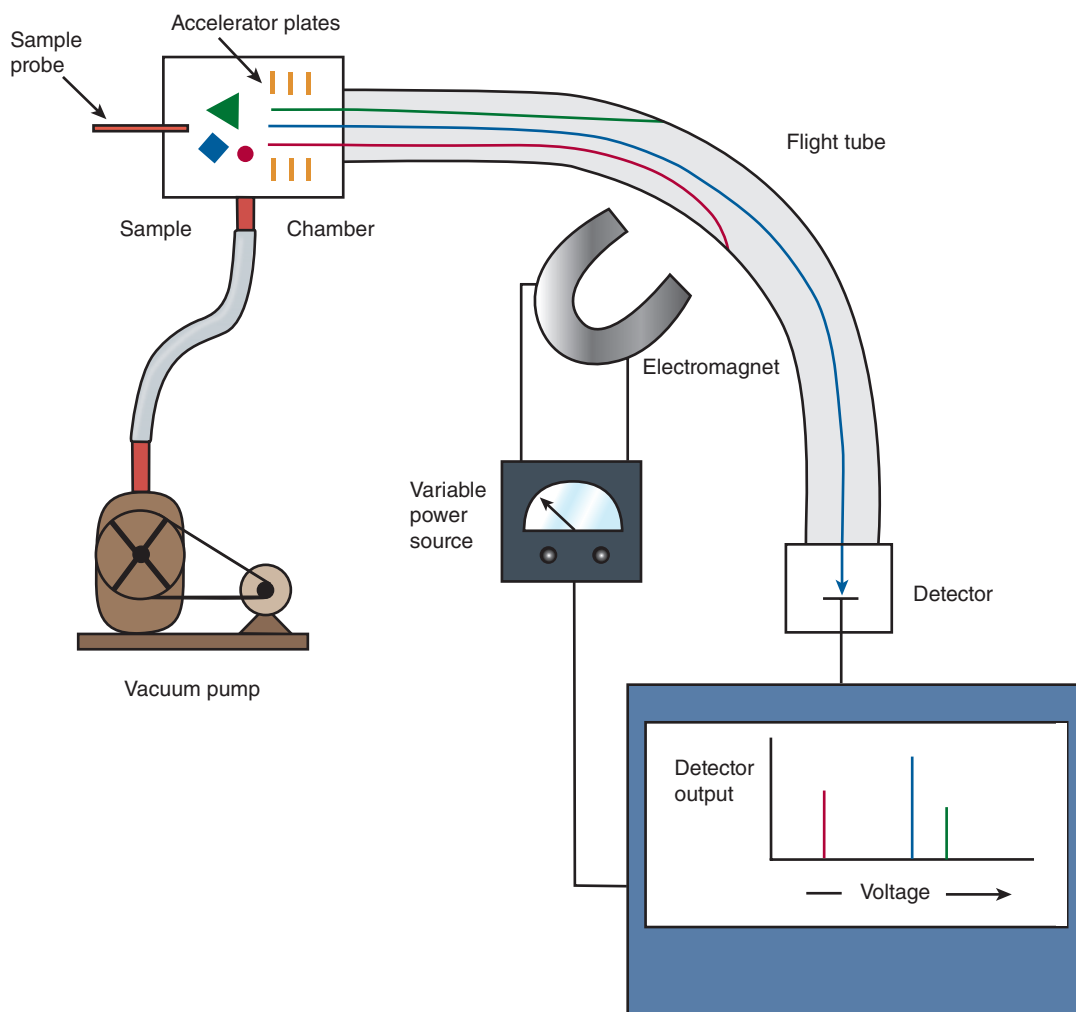 Accelerator plates
Sample
probe
Flight tube
Sample
Chamber
Electromagnet
Variable
power
source
Detector
Vacuum pump
Detector
output
Voltage